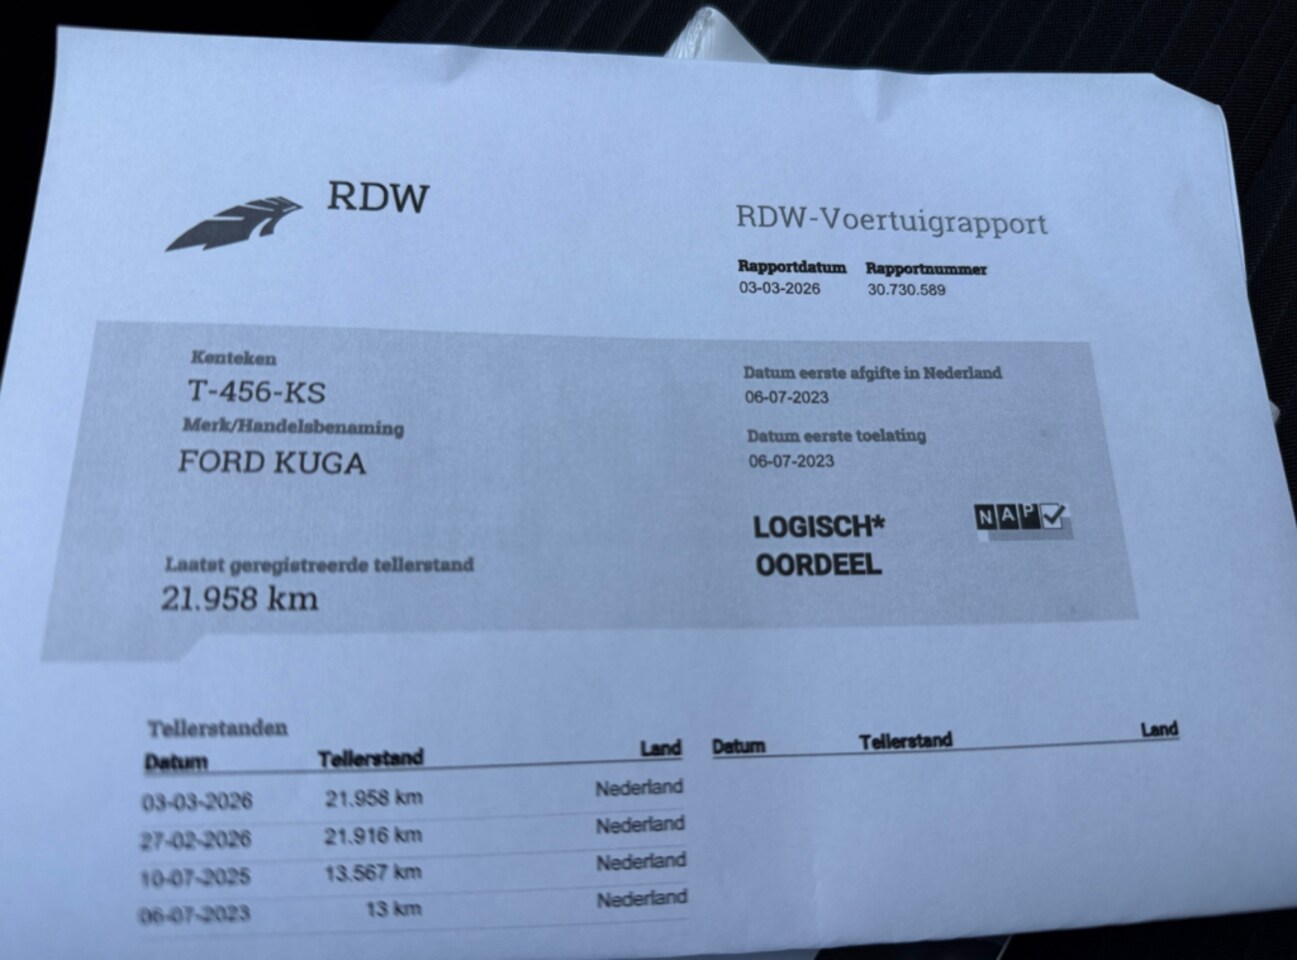 RDW
RDW-Voertuigrapport
Rapportdatum Rapportnummer
03-03-2026 30.730.589
Kenteken
T-456-KS
Merk/Handelsbenaming
FORD KUGA
Laatst geregistreerde tellerstand
21.958 km
Datum eerste afgifte in Nederland
06-07-2023
Datum eerste toelating
06-07-2023
LOGISCH*
OORDEEL
NAP
Tellerstanden
Datum Tellerstand Land Datum Tellerstand Land
03-03-2026 21.958 km Nederland
27-02-2026 21.916 km Nederland
10-07-2025 13.567 km Nederland
06-07-2023 13 km Nederland